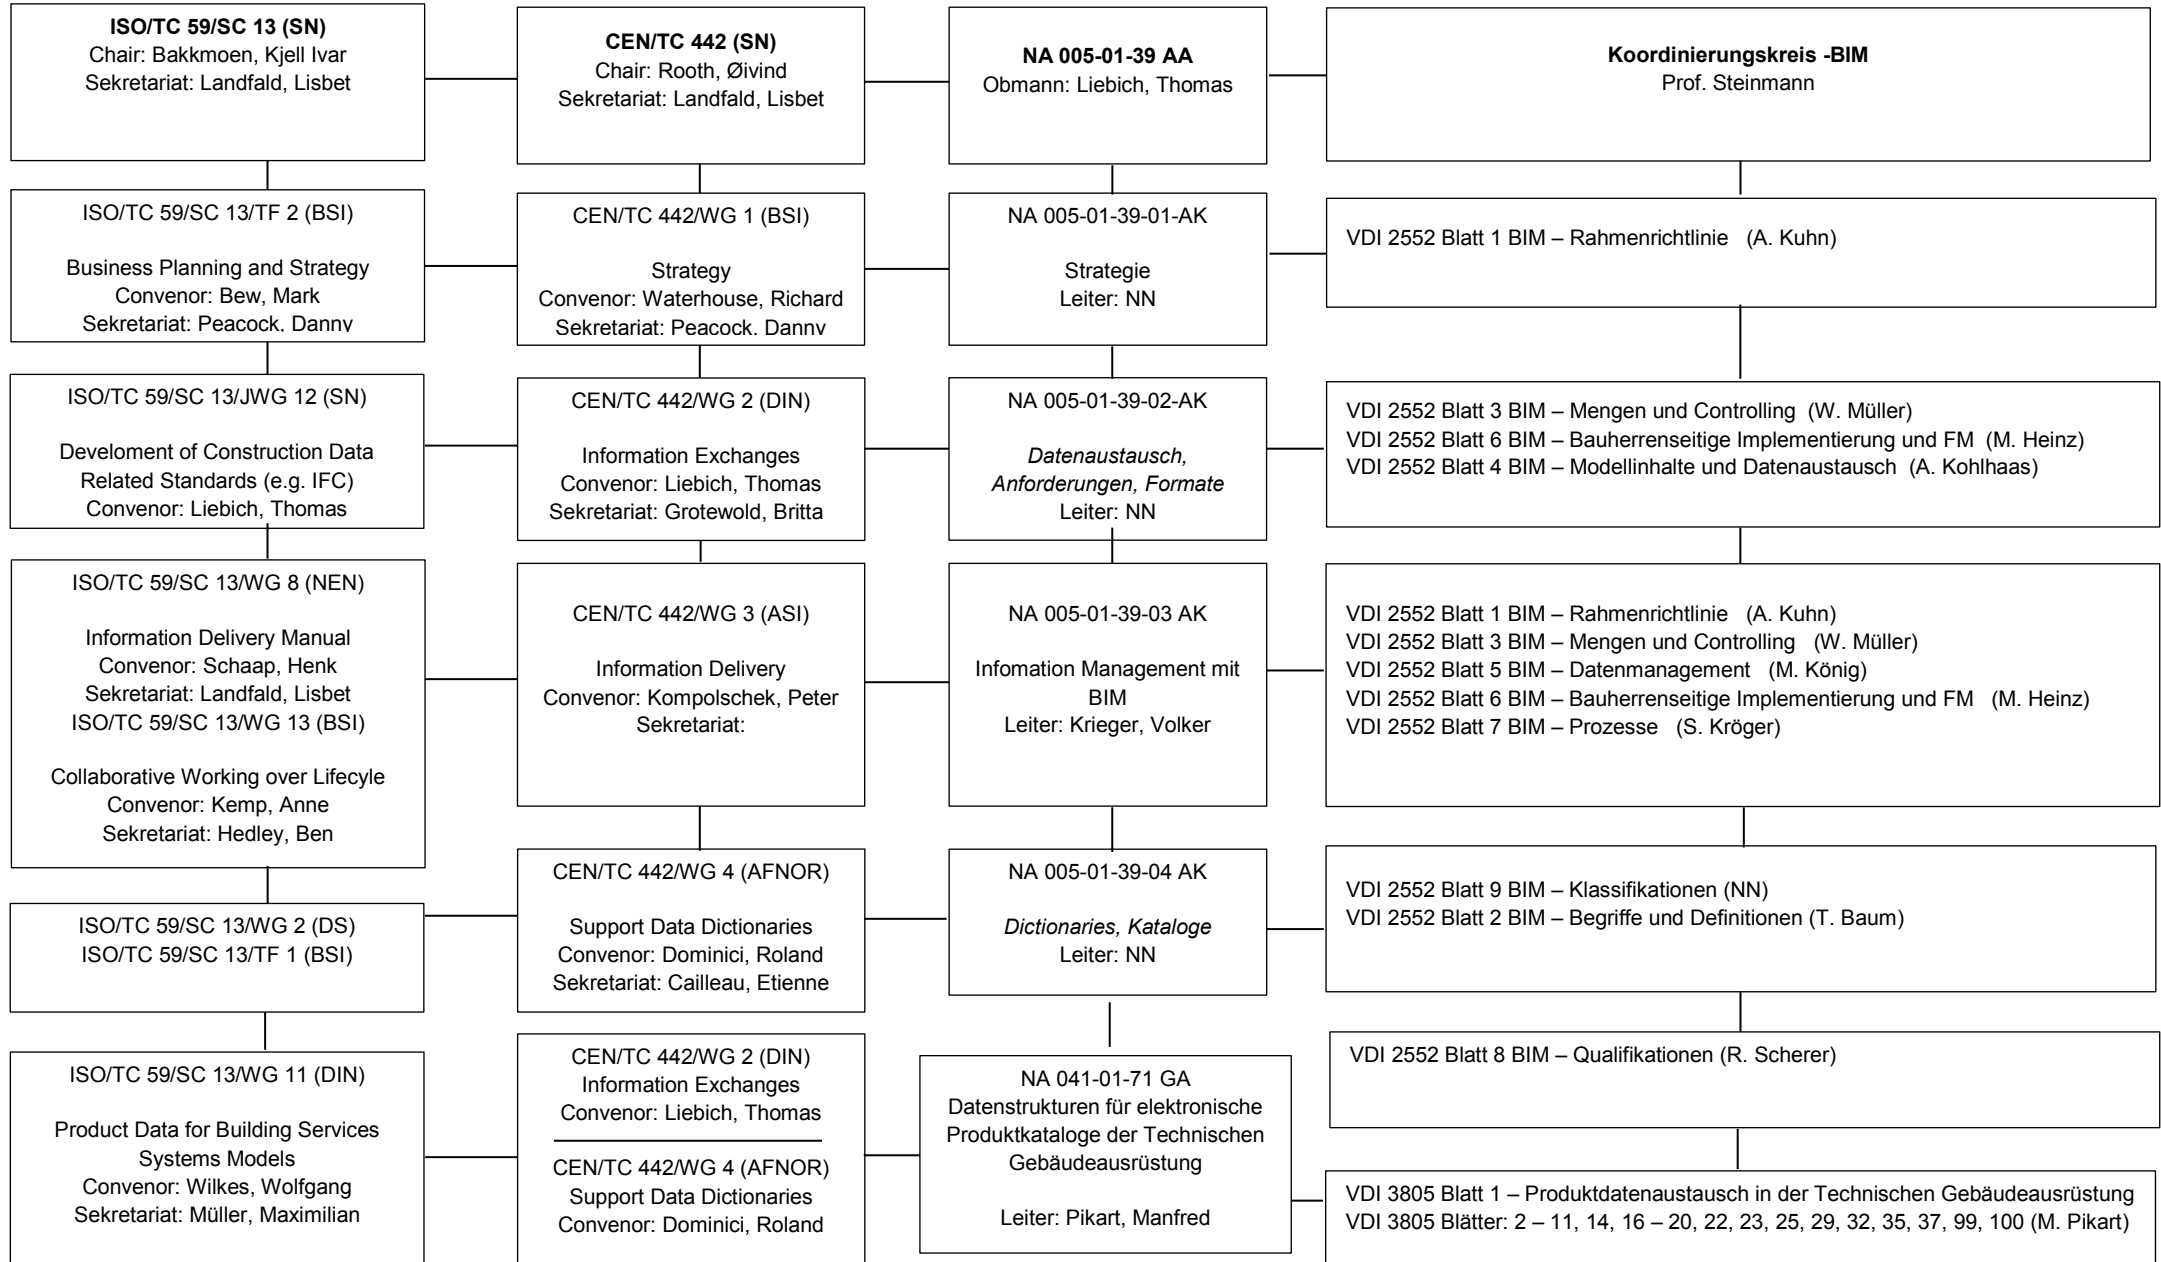 ISO/TC 59/SC 13 (SN)
Chair: Bakkmoen, Kjell Ivar
Sekretariat: Landfald, Lisbet
CEN/TC 442 (SN)
Chair: Rooth, Øivind
Sekretariat: Landfald, Lisbet
NA 005-01-39 AA
Obmann: Liebich, Thomas
Koordinierungskreis -BIM
Prof. Steinmann
ISO/TC 59/SC 13/TF 2 (BSI)
Business Planning and Strategy
Convenor: Bew, Mark
Sekretariat: Peacock, Danny
CEN/TC 442/WG 1 (BSI)
Strategy
Convenor: Waterhouse, Richard
Sekretariat: Peacock, Danny
NA 005-01-39-01-AK
Strategie
Leiter: NN
VDI 2552 Blatt 1 BIM – Rahmenrichtlinie (A. Kuhn)
ISO/TC 59/SC 13/JWG 12 (SN)
Develoment of Construction Data
Related Standards (e.g. IFC)
Convenor: Liebich, Thomas
CEN/TC 442/WG 2 (DIN)
Information Exchanges
Convenor: Liebich, Thomas
Sekretariat: Grotewold, Britta
NA 005-01-39-02-AK
Datenaustausch,
Anforderungen, Formate
Leiter: NN
VDI 2552 Blatt 3 BIM – Mengen und Controlling (W. Müller)
VDI 2552 Blatt 6 BIM – Bauherrenseitige Implementierung und FM (M. Heinz)
VDI 2552 Blatt 4 BIM – Modellinhalte und Datenaustausch (A. Kohlhaas)
ISO/TC 59/SC 13/WG 8 (NEN)
Information Delivery Manual
Convenor: Schaap, Henk
Sekretariat: Landfald, Lisbet
ISO/TC 59/SC 13/WG 13 (BSI)
Collaborative Working over Lifecyle
Convenor: Kemp, Anne
Sekretariat: Hedley, Ben
CEN/TC 442/WG 3 (ASI)
Information Delivery
Convenor: Kompolschek, Peter
Sekretariat:
NA 005-01-39-03 AK
Infomation Management mit
BIM
Leiter: Krieger, Volker
VDI 2552 Blatt 1 BIM – Rahmenrichtlinie (A. Kuhn)
VDI 2552 Blatt 3 BIM – Mengen und Controlling (W. Müller)
VDI 2552 Blatt 5 BIM – Datenmanagement (M. König)
VDI 2552 Blatt 6 BIM – Bauherrenseitige Implementierung und FM (M. Heinz)
VDI 2552 Blatt 7 BIM – Prozesse (S. Kröger)
ISO/TC 59/SC 13/WG 2 (DS)
ISO/TC 59/SC 13/TF 1 (BSI)
CEN/TC 442/WG 4 (AFNOR)
Support Data Dictionaries
Convenor: Dominici, Roland
Sekretariat: Cailleau, Etienne
NA 005-01-39-04 AK
Dictionaries, Kataloge
Leiter: NN
VDI 2552 Blatt 9 BIM – Klassifikationen (NN)
VDI 2552 Blatt 2 BIM – Begriffe und Definitionen (T. Baum)
VDI 2552 Blatt 8 BIM – Qualifikationen (R. Scherer)
ISO/TC 59/SC 13/WG 11 (DIN)
Product Data for Building Services
Systems Models
Convenor: Wilkes, Wolfgang
Sekretariat: Müller, Maximilian
CEN/TC 442/WG 2 (DIN)
Information Exchanges
Convenor: Liebich, Thomas
CEN/TC 442/WG 4 (AFNOR)
Support Data Dictionaries
Convenor: Dominici, Roland
NA 041-01-71 GA
Datenstrukturen für elektronische
Produktkataloge der Technischen
Gebäudeausrüstung
Leiter: Pikart, Manfred
VDI 3805 Blatt 1 – Produktdatenaustausch in der Technischen Gebäudeausrüstung
VDI 3805 Blätter: 2 – 11, 14, 16 – 20, 22, 23, 25, 29, 32, 35, 37, 99, 100 (M. Pikart)